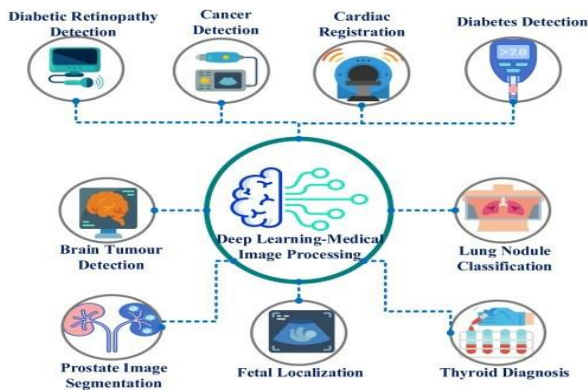 Diabetic Retinopathy
Detection
Cancer
Detection
Cardiac
Registration
Diabetes Detection
>7.8
Deep Learning-Medical
Image Processing
Brain Tumour
Detection
Lung Nodule
Classification
Prostate Image
Segmentation
Fetal Localization
Thyroid Diagnosis